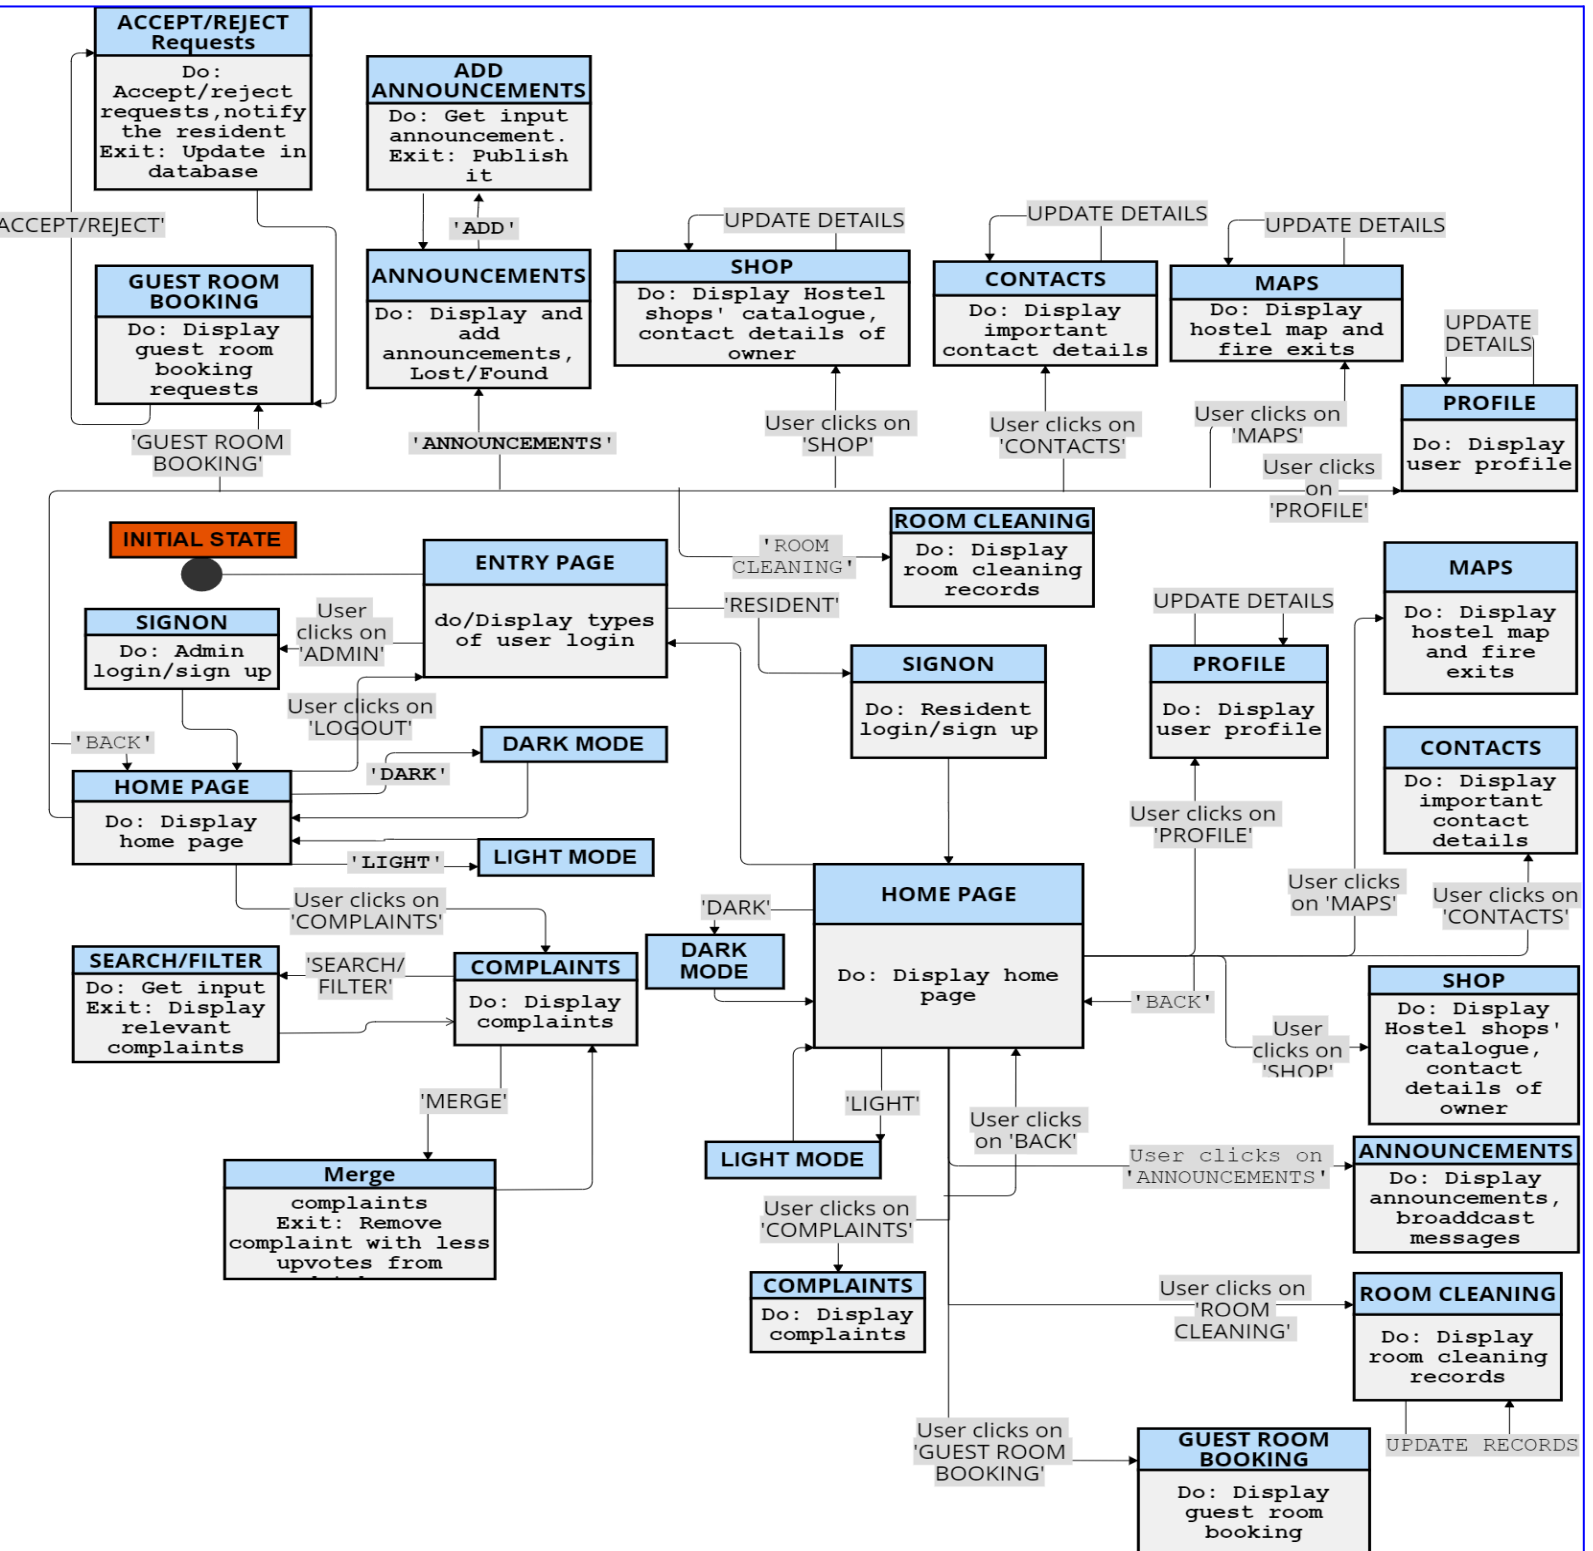 ACCEPT/REJECT
Requests
Do:
Accept/reject
requests,notify
the resident
Exit: Update in
database
ADD
ANNOUNCEMENTS
Do: Get input
announcement.
Exit: Publish
it
ACCEPT/REJECT'
'ADD'
GUEST ROOM
BOOKING
Do: Display
guest room
booking
requests
'GUEST ROOM
BOOKING'
ANNOUNCEMENTS
Do: Display and
add
announcements,
Lost/Found
'ANNOUNCEMENTS'
UPDATE DETAILS
SHOP
Do: Display Hostel
shops' catalogue,
contact details of
owner
User clicks on
'SHOP'
UPDATE DETAILS
CONTACTS
Do: Display
important
contact details
User clicks on
'CONTACTS'
UPDATE DETAILS
MAPS
Do: Display
hostel map and
fire exits
User clicks on
'MAPS'
UPDATE
DETAILS
PROFILE
Do: Display
user profile
User clicks
on
'PROFILE'
INITIAL STATE
ENTRY PAGE
do/Display types
of user login
'ROOM
CLEANING'
ROOM CLEANING
Do: Display
room cleaning
records
'RESIDENT'
User
clicks on
'ADMIN'
SIGNON
Do: Admin
login/sign up
User clicks on
'LOGOUT'
SIGNON
Do: Resident
login/sign up
UPDATE DETAILS
PROFILE
Do: Display
user profile
User clicks on
'PROFILE'
MAPS
Do: Display
hostel map
and fire
exits
CONTACTS
Do: Display
important
contact
details
User clicks
on 'MAPS'
User clicks on
'CONTACTS'
'BACK'
HOME PAGE
Do: Display
home page
'DARK'
DARK MODE
'LIGHT'
LIGHT MODE
User clicks on
'COMPLAINTS'
SEARCH/FILTER
Do: Get input
Exit: Display
relevant
complaints
'SEARCH/
FILTER'
COMPLAINTS
Do: Display
complaints
'MERGE'
Merge
complaints
Exit: Remove
complaint with less
upvotes from
HOME PAGE
Do: Display home
page
'DARK'
DARK
MODE
'BACK'
'LIGHT'
LIGHT MODE
User clicks
on 'BACK'
User
clicks on
'SHOP'
SHOP
Do: Display
Hostel shops'
catalogue,
contact
details of
owner
User clicks on
'ANNOUNCEMENTS'
ANNOUNCEMENTS
Do: Display
announcements,
broaddcast
messages
User clicks on
'COMPLAINTS'
COMPLAINTS
Do: Display
complaints
User clicks on
'ROOM
CLEANING'
ROOM CLEANING
Do: Display
room cleaning
records
UPDATE RECORDS
User clicks on
'GUEST ROOM
BOOKING'
GUEST ROOM
BOOKING
Do: Display
guest room
booking